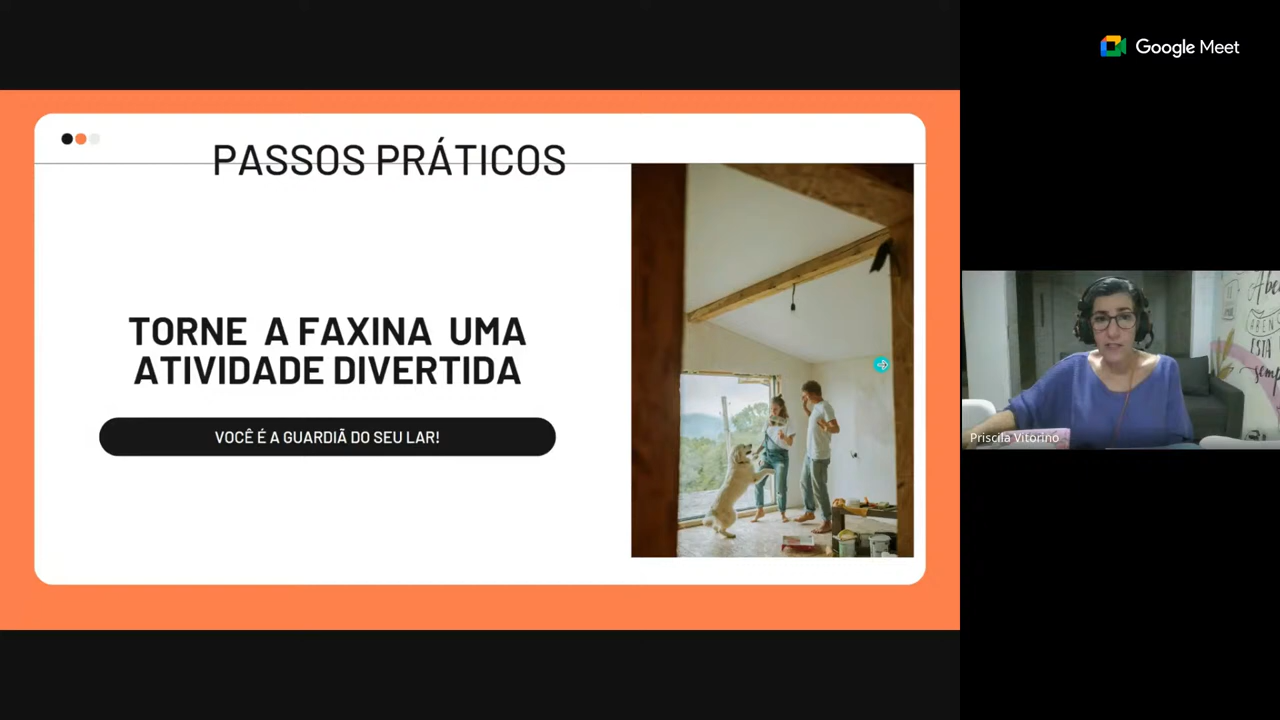 Google Meet
PASSOS PRÁTICOS
TORNE A FAXINA UMA
ATIVIDADE DIVERTIDA
VOCÊ É A GUARDIÃ DO SEU LAR!
Priscila Vitorino